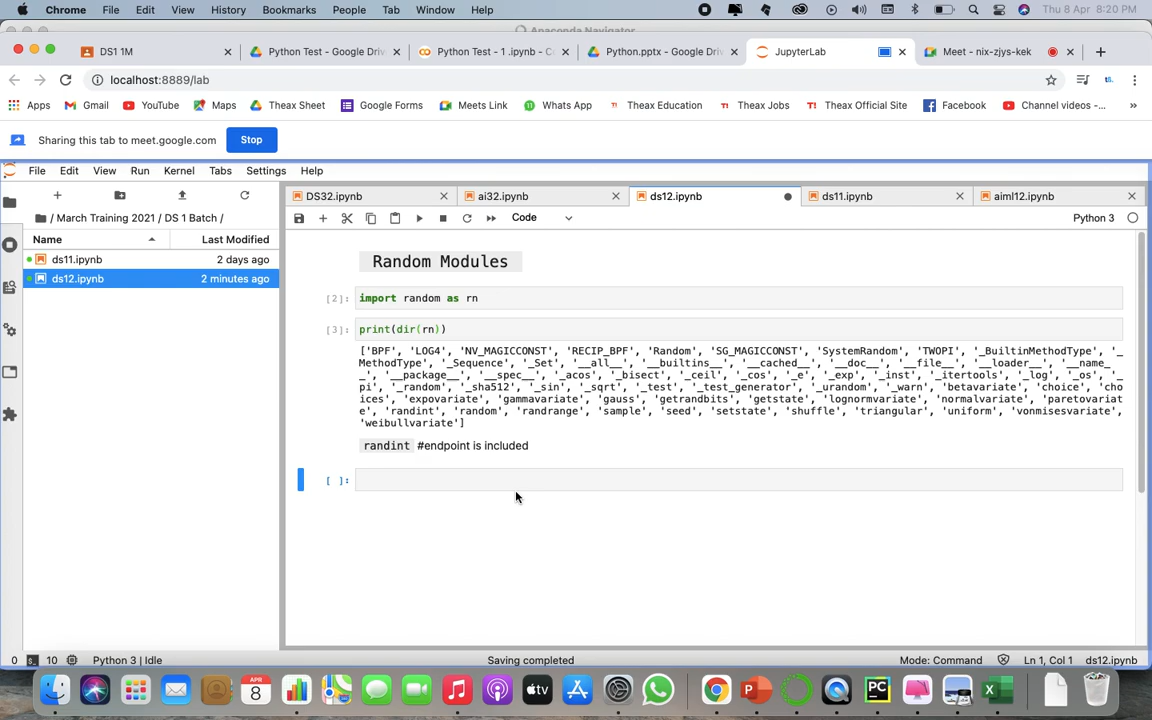 Chrome File Edit View History Bookmarks People Tab Window Help Thu 8 Apr 8:20 PM
Anaconda Navigator
DS1 1M Python Test - Google Driv Python Test - 1 .ipynb - C Python.pptx - Google Driv JupyterLab Meet - nix-zjys-kek
localhost:8889/lab
Apps Gmail YouTube Maps Theax Sheet Google Forms Meets Link Whats App Theax Education Theax Jobs Theax Official Site Facebook Channel videos -... »
Sharing this tab to meet.google.com Stop
File Edit View Run Kernel Tabs Settings Help
DS32.ipynb ai32.ipynb ds12.ipynb ds11.ipynb aiml12.ipynb
/ March Training 2021 / DS 1 Batch / Code Python 3
Name Last Modified
ds11.ipynb 2 days ago
ds12.ipynb 2 minutes ago
Random Modules
[2]: import random as rn
[3]: print(dir(rn))
['BPF', 'LOG4', 'NV_MAGICCONST', 'RECIP_BPF', 'Random', 'SG_MAGICCONST', 'SystemRandom', 'TWOPI', '_BuiltinMethodType', '_
MethodType', '_Sequence', '_Set', '__all__', '__builtins__', '__cached__', '__doc__', '__file__', '__loader__', '__name_
_', '__package__', '__spec__', '_acos', '_bisect', '_ceil', '_cos', '_e', '_exp', '_inst', '_itertools', '_log', '_os', '_
pi', '_random', '_sha512', '_sin', '_sqrt', '_test', '_test_generator', '_urandom', '_warn', 'betavariate', 'choice', 'cho
ices', 'expovariate', 'gammavariate', 'gauss', 'getrandbits', 'getstate', 'lognormvariate', 'normalvariate', 'paretovariat
e', 'randint', 'random', 'randrange', 'sample', 'seed', 'setstate', 'shuffle', 'triangular', 'uniform', 'vonmisesvariate',
'weibullvariate']
randint #endpoint is included
[ ]:
0 10 Python 3 | Idle Saving completed Mode: Command Ln 1, Col 1 ds12.ipynb